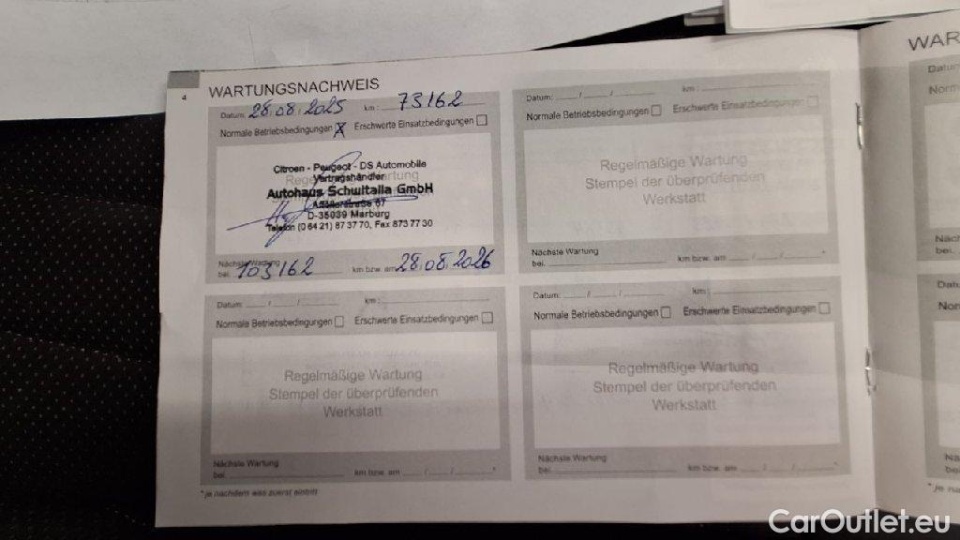 4
WARTUNGSNACHWEIS
Datum: 28.08.2025 km: 73162
Normale Betriebsbedingungen X Erschwerte Einsatzbedingungen
Citroen - Peugeot - DS Automobile
Vertragshändler
Autohaus Schwitalla GmbH
D-35039 Marburg
Telefon (0 64 21) 87 37 70, Fax 873 77 30
Nächste Wartung
bei: 103162 km bzw. am 28.08.2026
Datum: / / km:
Normale Betriebsbedingungen Erschwerte Einsatzbedingungen
Regelmäßige Wartung
Stempel der überprüfenden
Werkstatt
Nächste Wartung
bei: km bzw. am / / *
Datum: / / km:
Normale Betriebsbedingungen Erschwerte Einsatzbedingungen
Regelmäßige Wartung
Stempel der überprüfenden
Werkstatt
Nächste Wartung
bei: km bzw. am / / *
Datum: / / km:
Normale Betriebsbedingungen Erschwerte Einsatzbedingungen
Regelmäßige Wartung
Stempel der überprüfenden
Werkstatt
Nächste Wartung
bei: km bzw. am / / *
* je nachdem was zuerst eintritt
WAR
CarOutlet.eu